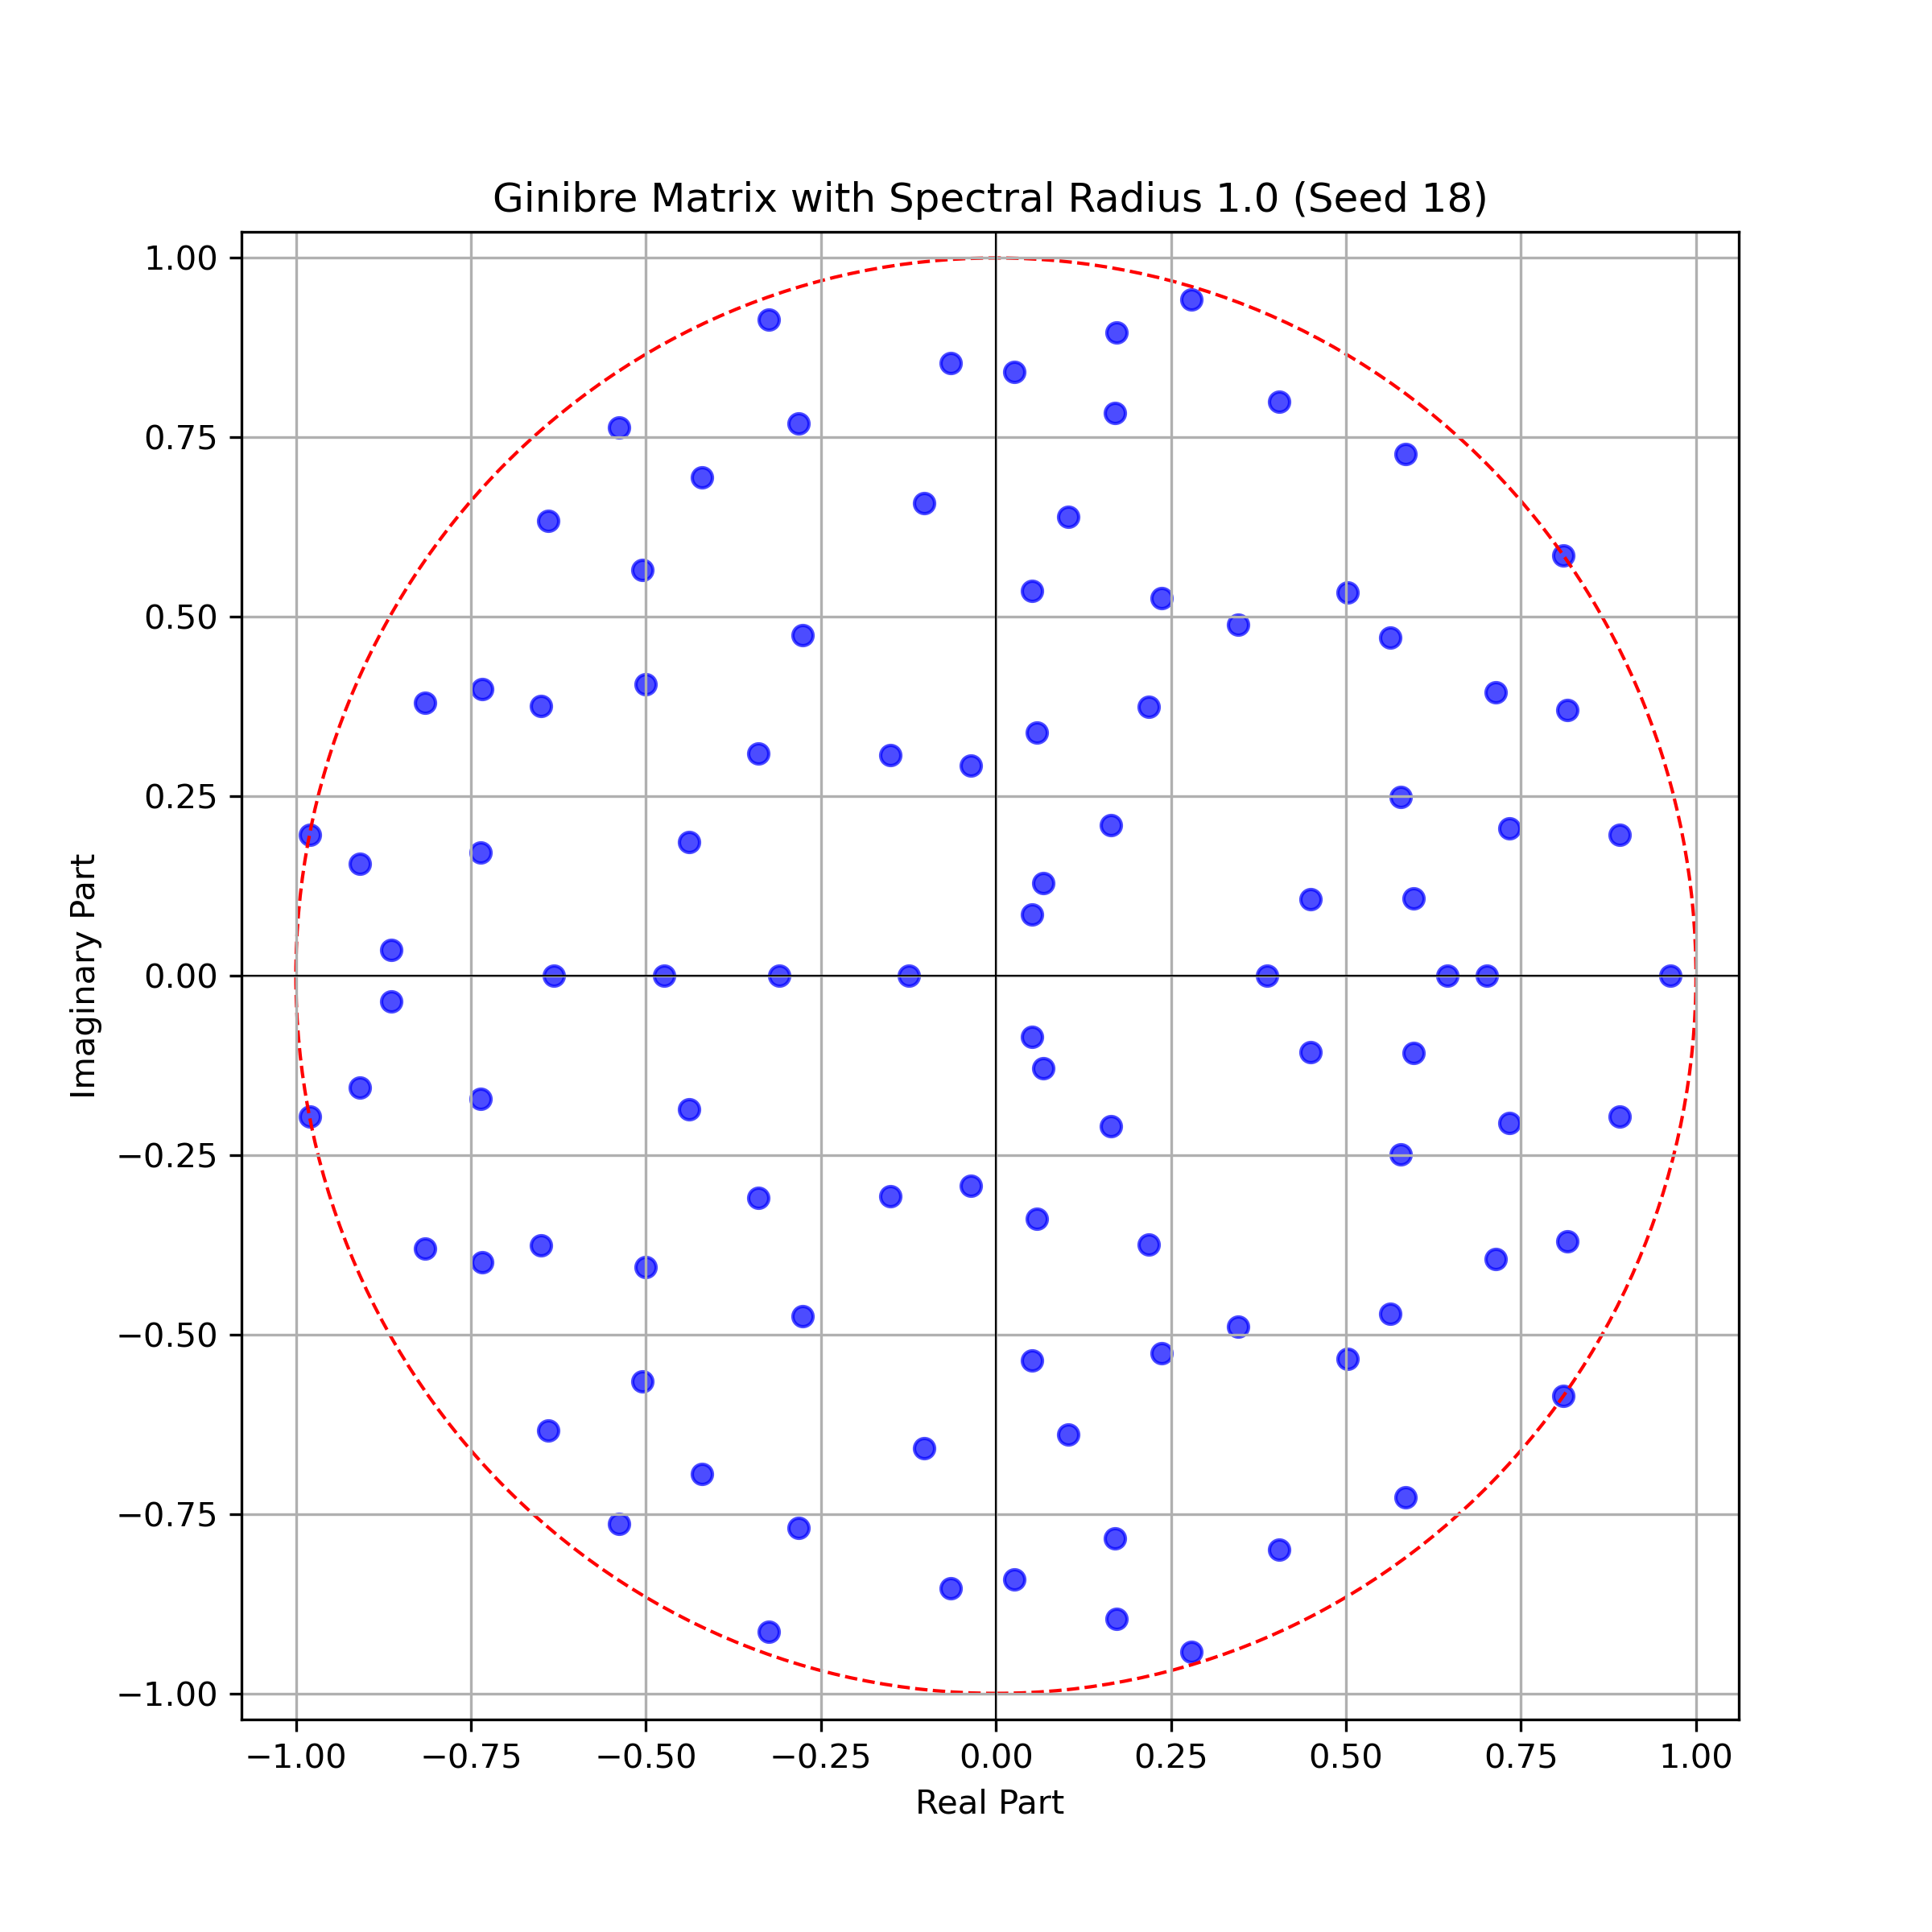 Ginibre Matrix with Spectral Radius 1.0 (Seed 18)
1.00
0.75
0.50
0.25
0.00
−0.25
−0.50
−0.75
−1.00
Imaginary Part
−1.00 −0.75 −0.50 −0.25 0.00 0.25 0.50 0.75 1.00
Real Part